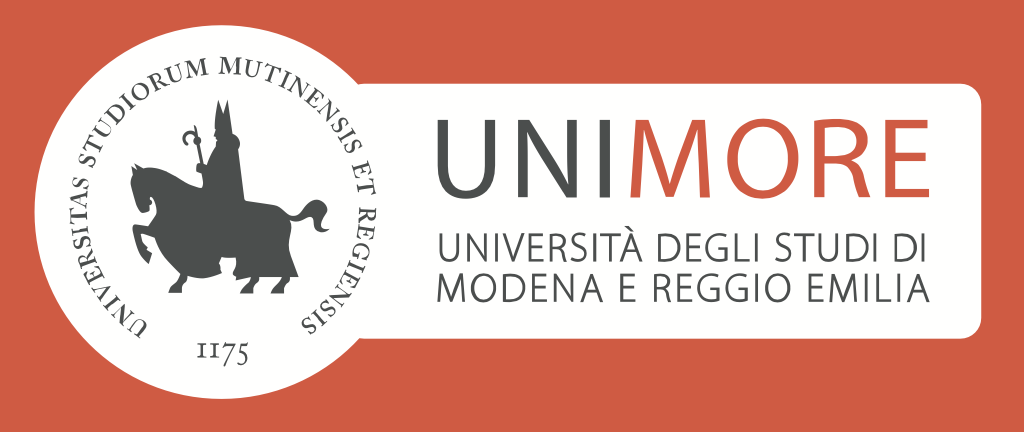 UNIVERSITAS STUDIORUM MUTINENSIS ET REGIENSIS
1175
UNIMORE
UNIVERSITÀ DEGLI STUDI DI
MODENA E REGGIO EMILIA